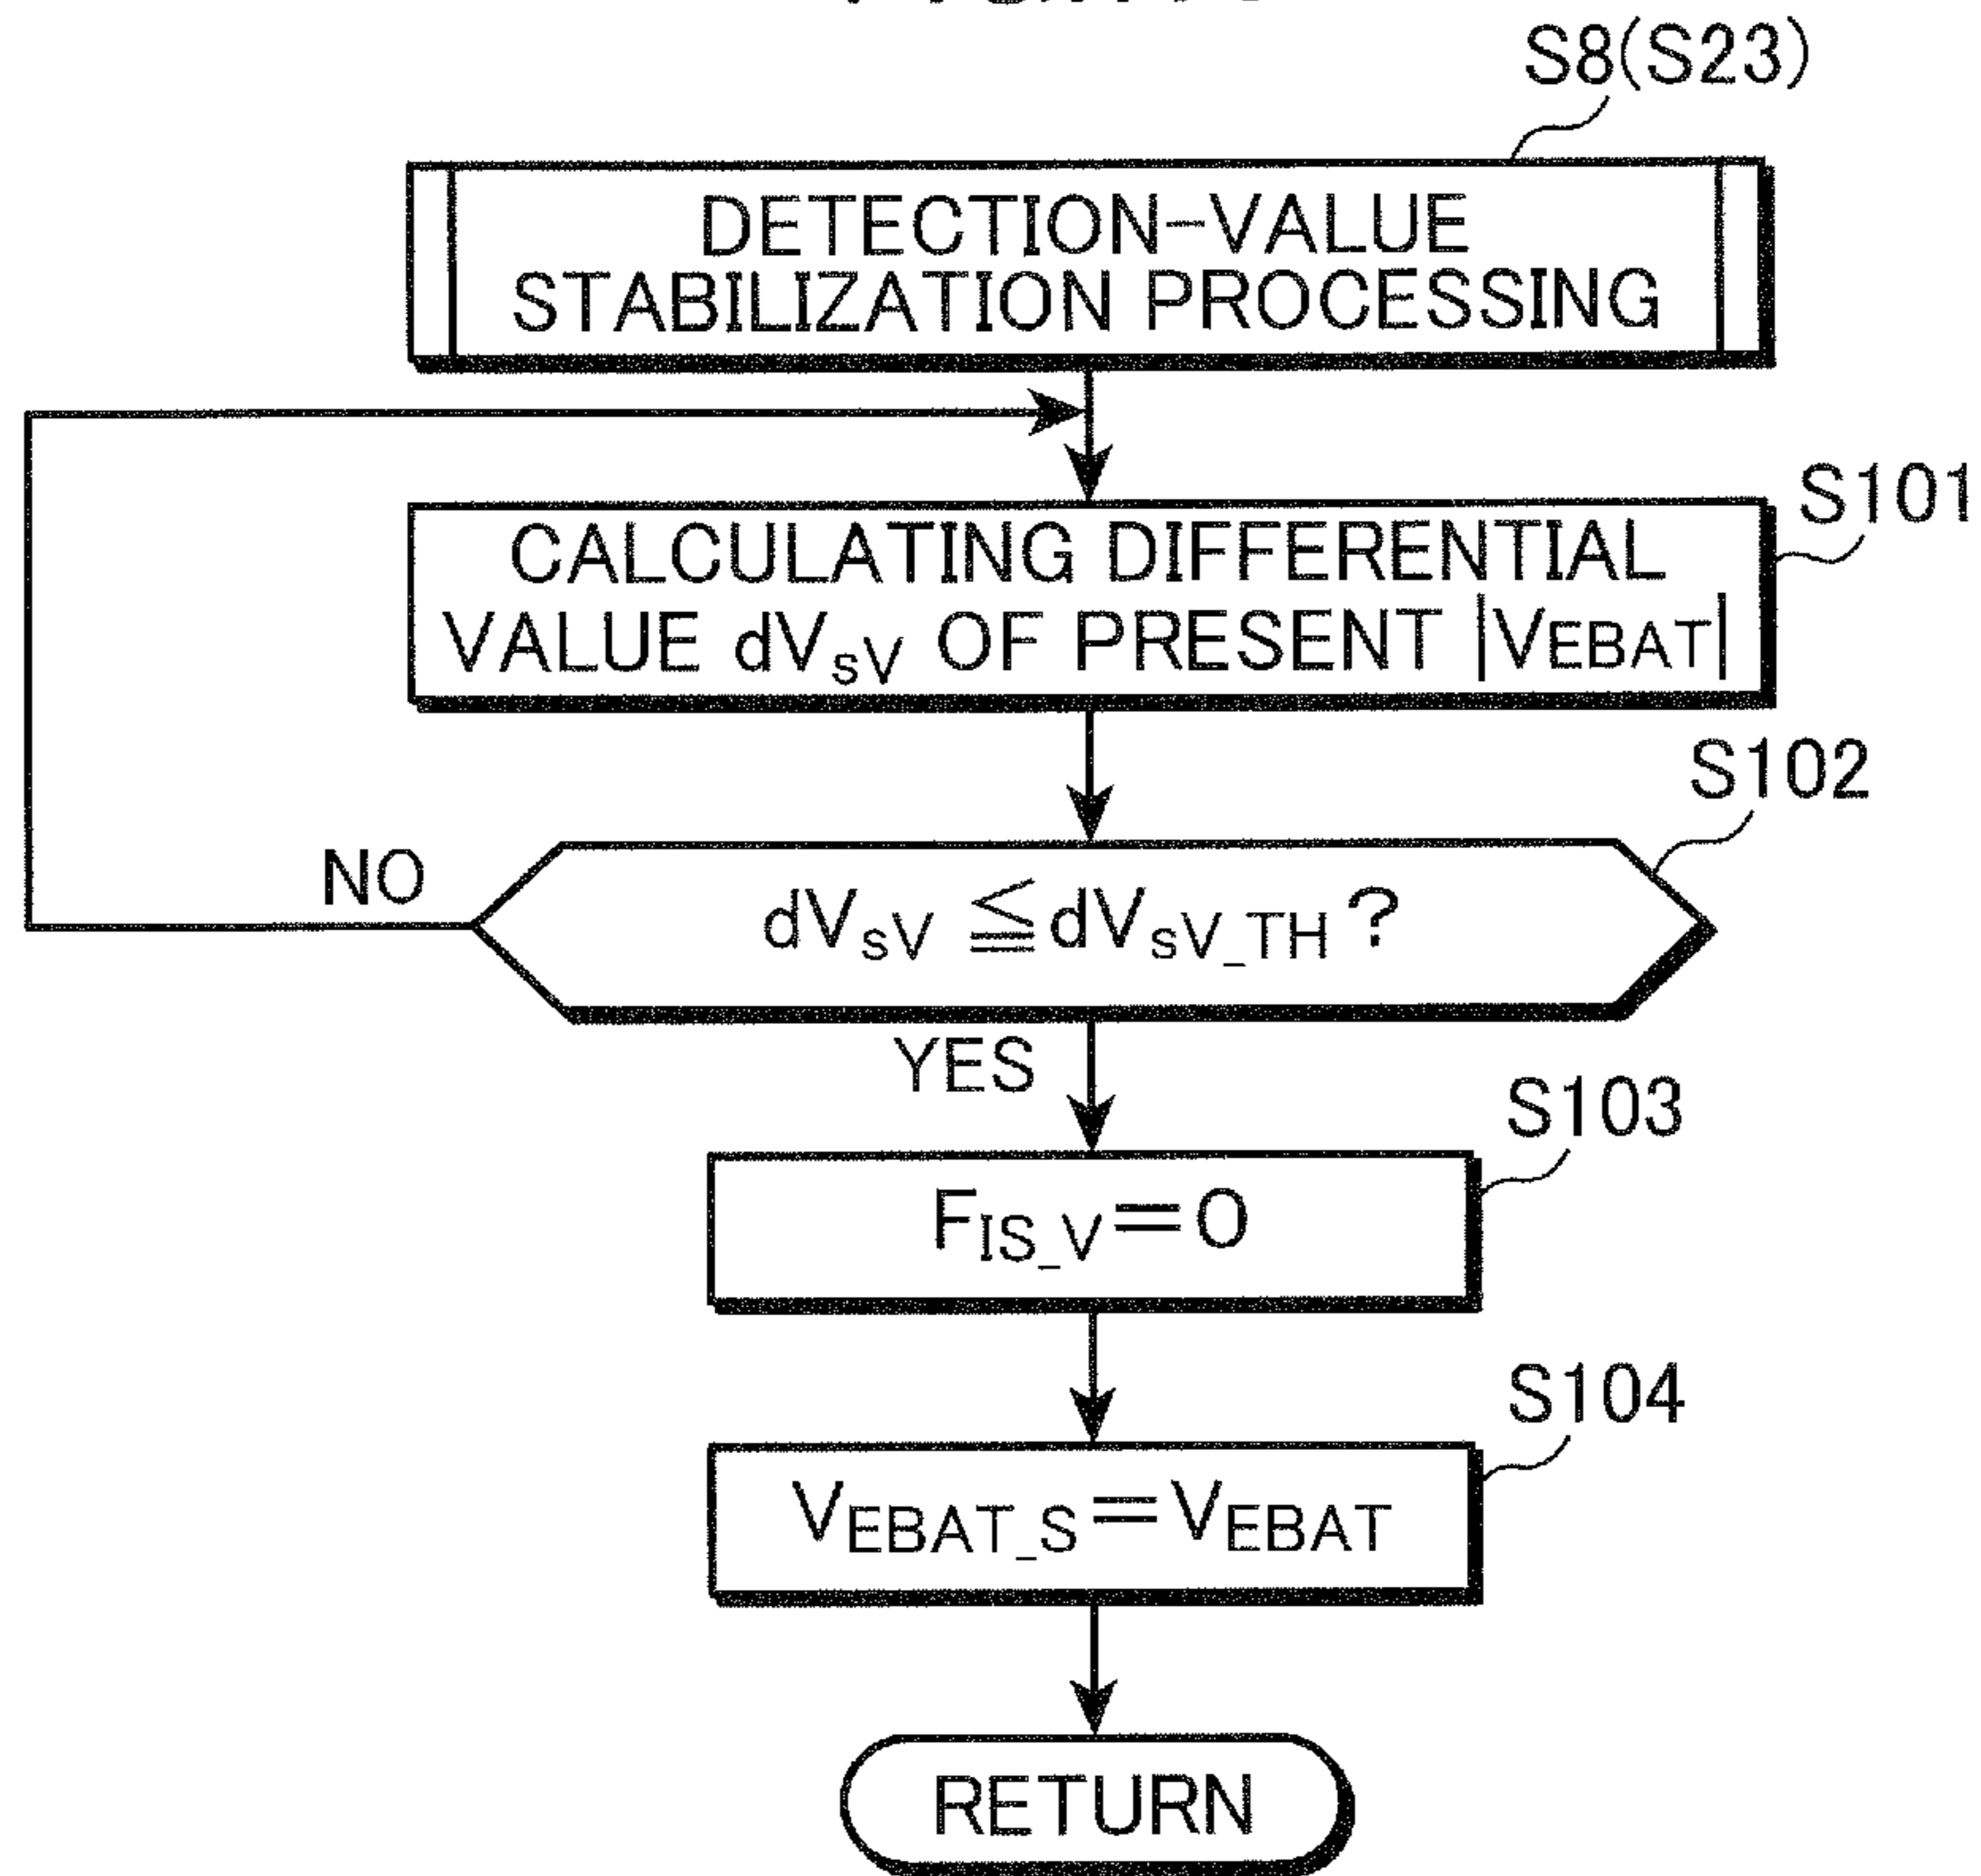 S8(S23)
DETECTION-VALUE
STABILIZATION PROCESSING
S101
CALCULATING DIFFERENTIAL
VALUE dVsV OF PRESENT |VEBAT|
S102
NO
dVsV ≦ dVsV_TH ?
YES
S103
FIS_V=0
S104
VEBAT_S=VEBAT
RETURN